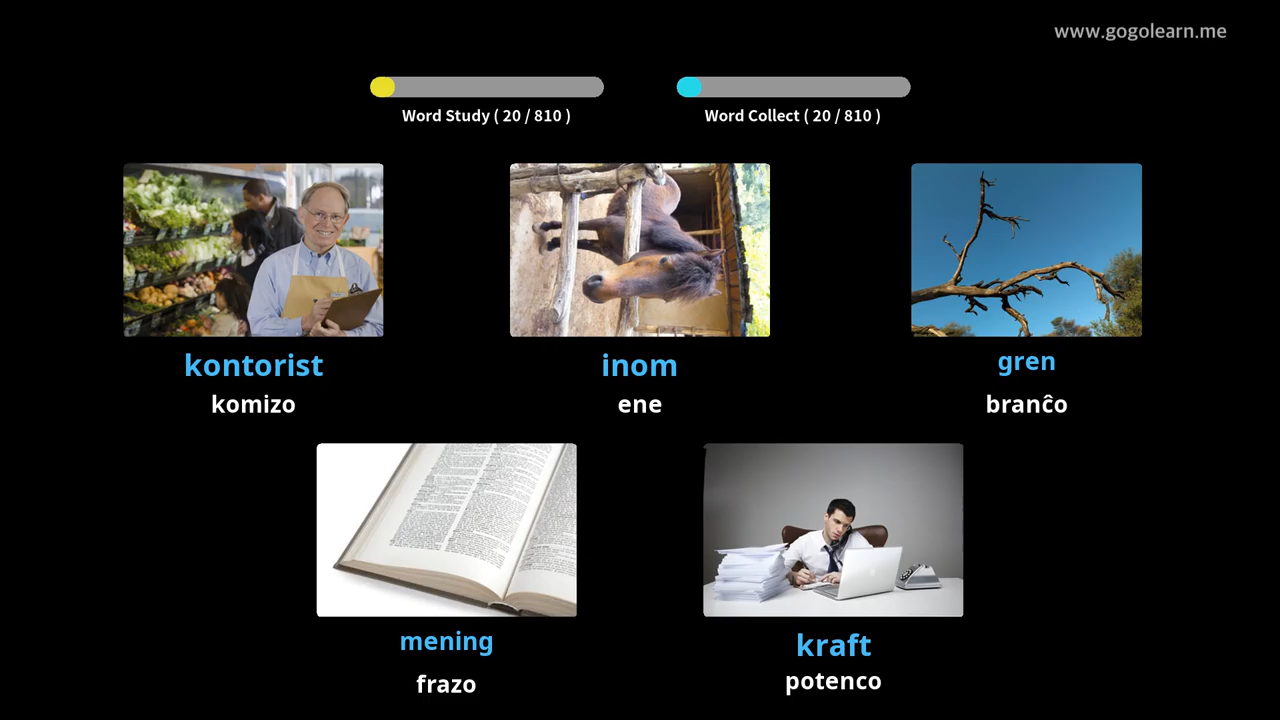 www.gogolearn.me
Word Study ( 20 / 810 )
Word Collect ( 20 / 810 )
kontorist
komizo
inom
ene
gren
branĉo
mening
frazo
kraft
potenco